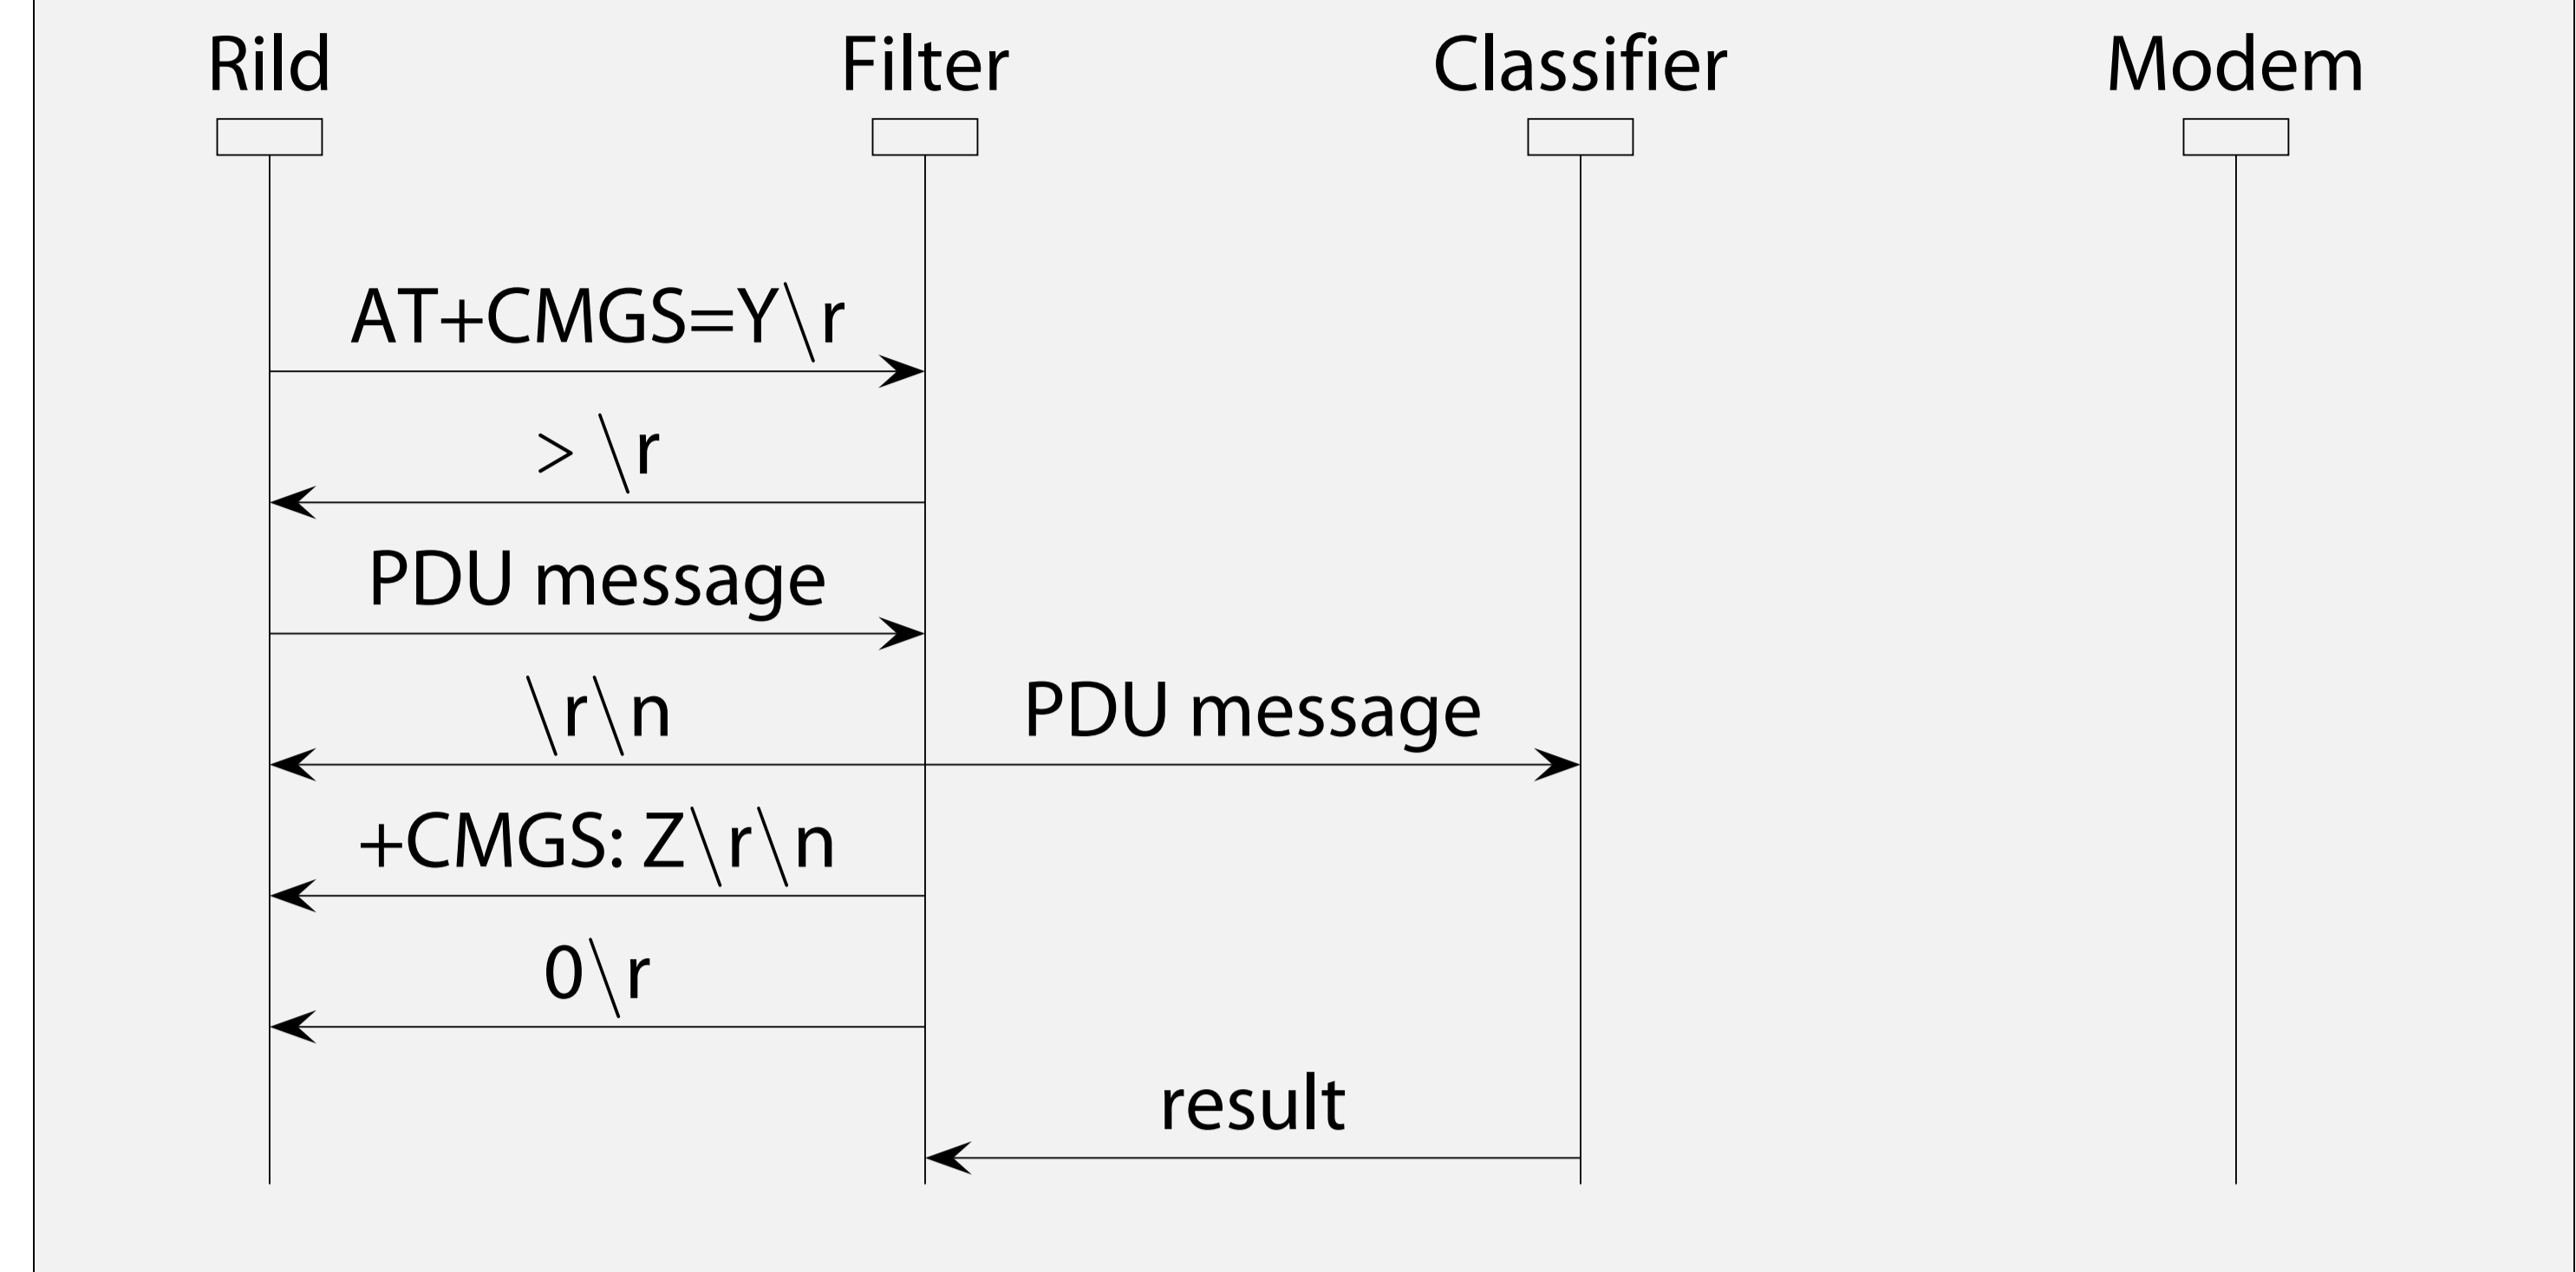 Rild Filter Classifier Modem
AT+CMGS=Y\r
> \r
PDU message
\r\n PDU message
+CMGS: Z\r\n
0\r
result